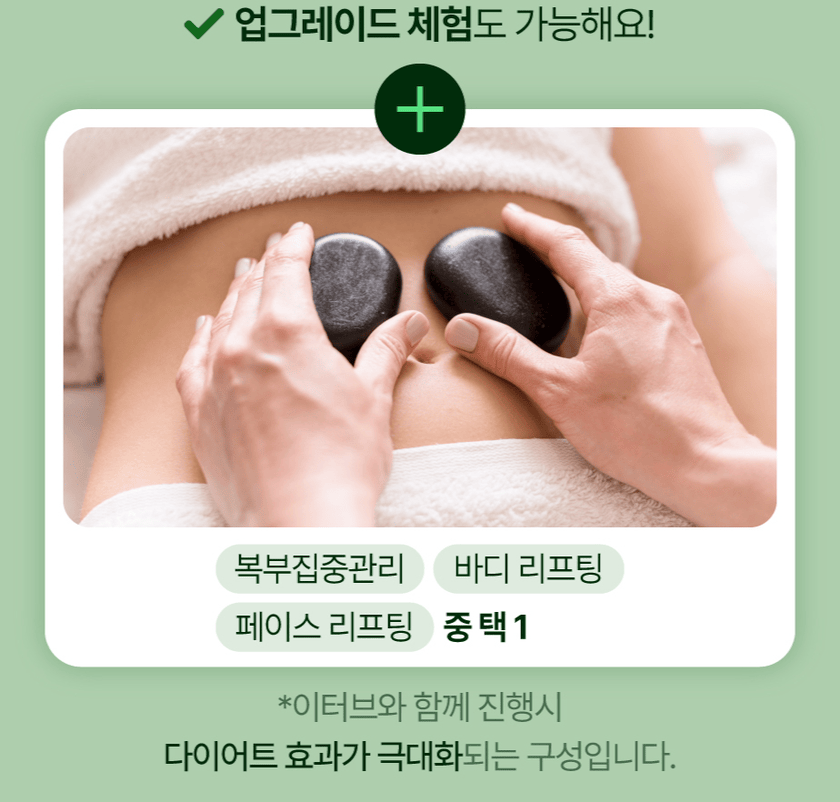 업그레이드 체험도 가능해요!
복부집중관리 바디 리프팅
페이스 리프팅 중 택 1
*이터브와 함께 진행시
다이어트 효과가 극대화되는 구성입니다.